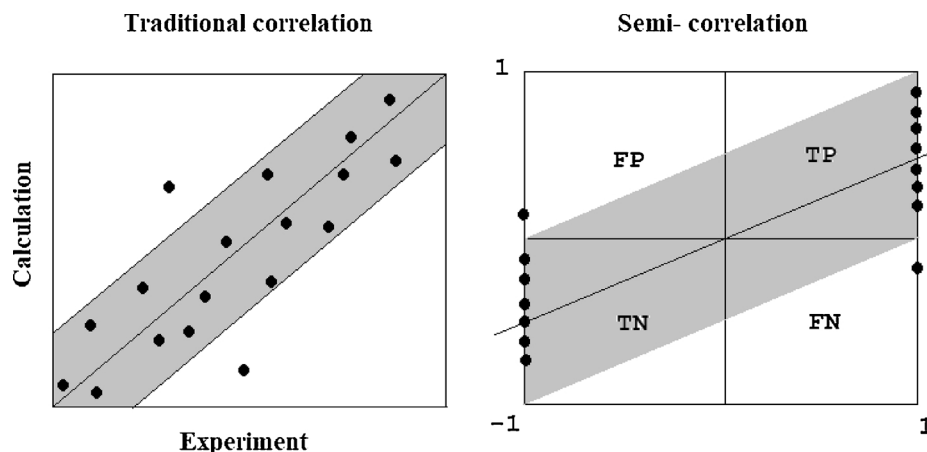 Traditional correlation
Semi- correlation
Calculation
Experiment
1
FP
TP
TN
FN
-1
1